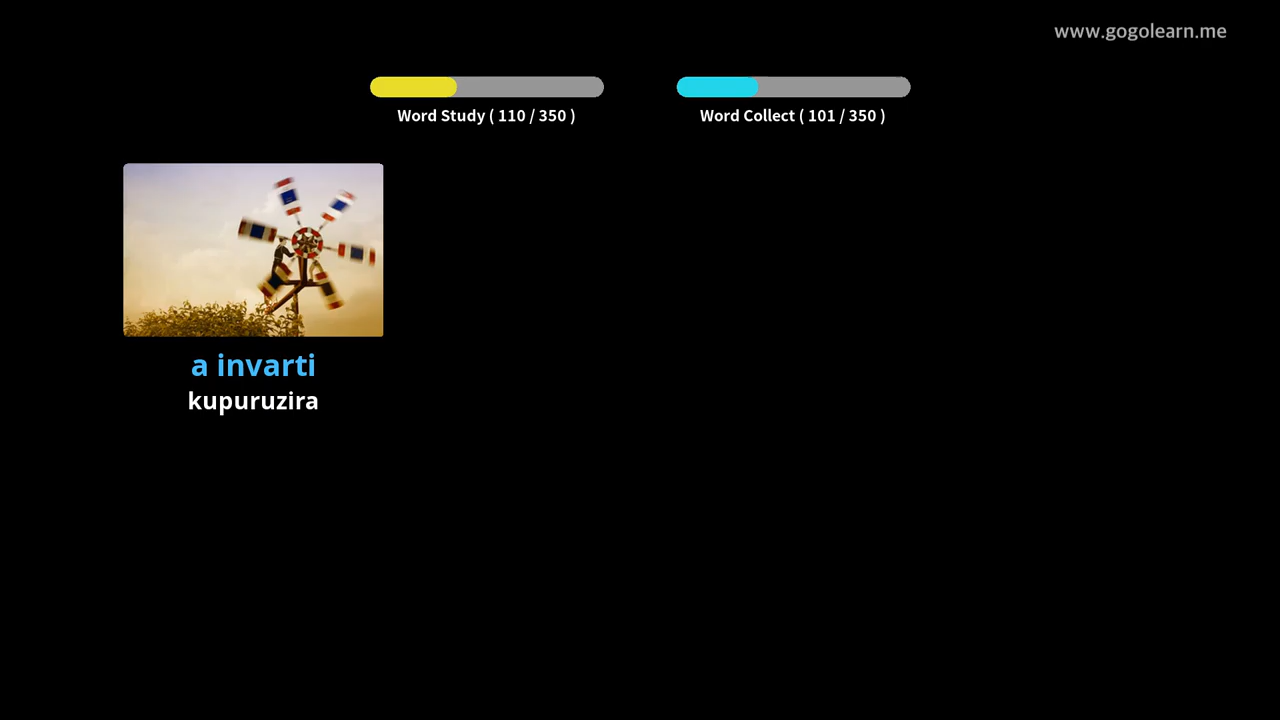 www.gogolearn.me
Word Study ( 110 / 350 )
Word Collect ( 101 / 350 )
a invarti
kupuruzira